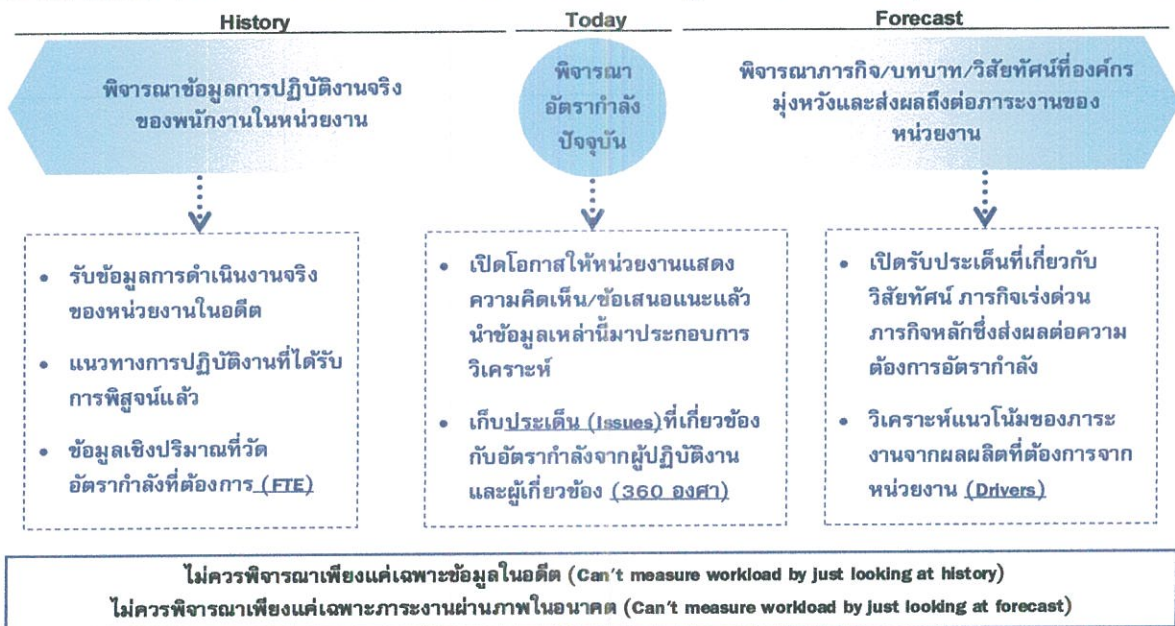 History
Today
Forecast
พิจารณาข้อมูลการปฏิบัติงานจริง
ของพนักงานในหน่วยงาน
พิจารณา
อัตรากำลัง
ปัจจุบัน
พิจารณาภารกิจ/บทบาท/วิสัยทัศน์ที่องค์กร
มุ่งหวังและส่งผลถึงต่อภาระงานของ
หน่วยงาน
• รับข้อมูลการดำเนินงานจริง
ของหน่วยงานในอดีต
• แนวทางการปฏิบัติงานที่ได้รับ
การพิสูจน์แล้ว
• ข้อมูลเชิงปริมาณที่วัด
อัตรากำลังที่ต้องการ (FTE)
• เปิดโอกาสให้หน่วยงานแสดง
ความคิดเห็น/ข้อเสนอแนะแล้ว
นำข้อมูลเหล่านี้มาประกอบการ
วิเคราะห์
• เก็บประเด็น (Issues)ที่เกี่ยวข้อง
กับอัตรากำลังจากผู้ปฏิบัติงาน
และผู้เกี่ยวข้อง (360 องศา)
• เปิดรับประเด็นที่เกี่ยวกับ
วิสัยทัศน์ ภารกิจเร่งด่วน
ภารกิจหลักซึ่งส่งผลต่อความ
ต้องการอัตรากำลัง
• วิเคราะห์แนวโน้มของภาระ
งานจากผลผลิตที่ต้องการจาก
หน่วยงาน (Drivers)
ไม่ควรพิจารณาเพียงแค่เฉพาะข้อมูลในอดีต (Can't measure workload by just looking at history)
ไม่ควรพิจารณาเพียงแค่เฉพาะภาระงานผ่านภาพในอนาคต (Can't measure workload by just looking at forecast)